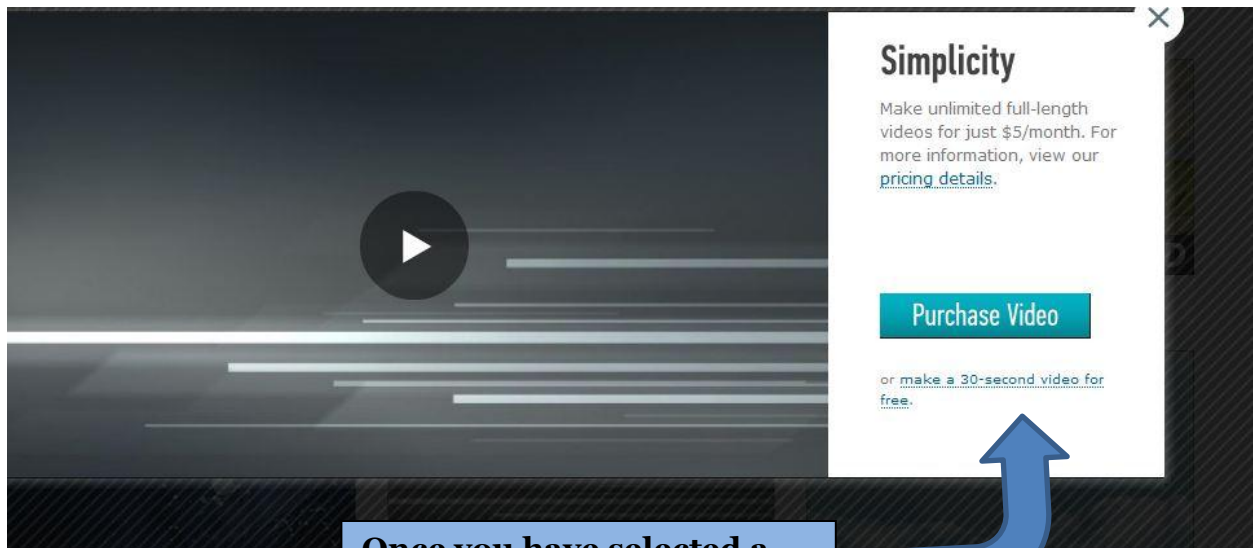 Simplicity
Make unlimited full-length
videos for just $5/month. For
more information, view our
pricing details.
Purchase Video
or make a 30-second video for
free.
Once you have selected a